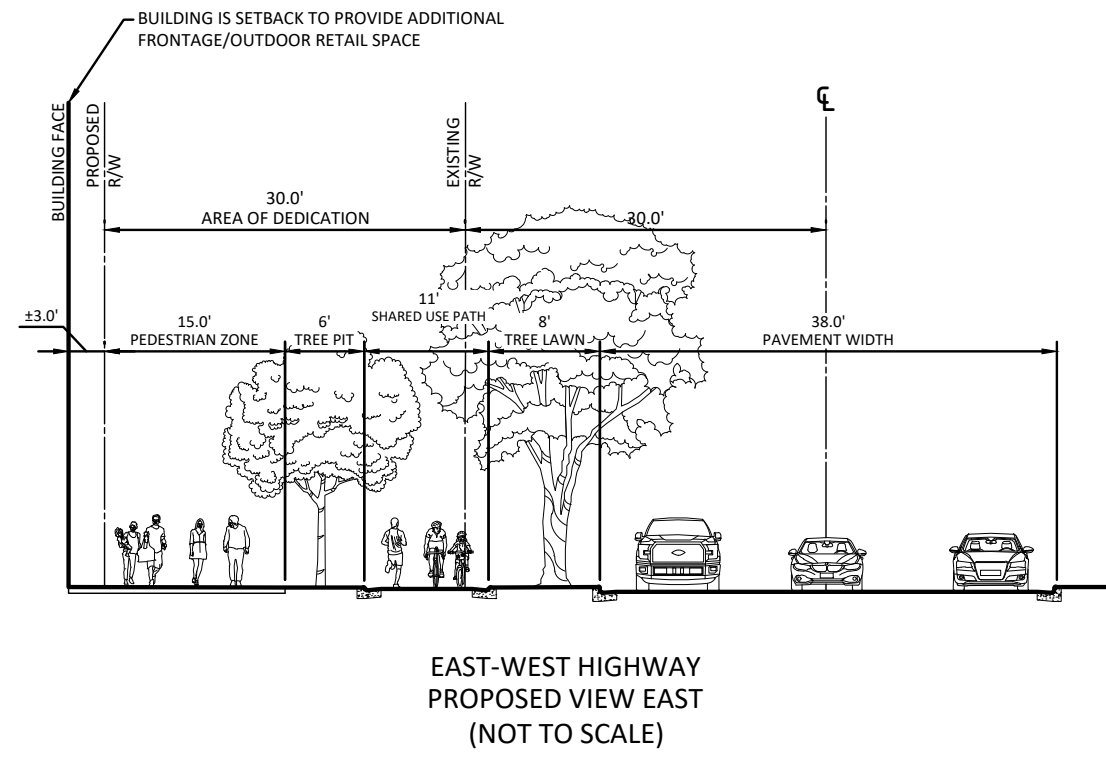 BUILDING IS SETBACK TO PROVIDE ADDITIONAL
FRONTAGE/OUTDOOR RETAIL SPACE
℄
BUILDING FACE
PROPOSED
R/W
EXISTING
R/W
30.0'
AREA OF DEDICATION
30.0'
±3.0'
15.0'
PEDESTRIAN ZONE
6'
TREE PIT
11'
SHARED USE PATH
8'
TREE LAWN
38.0'
PAVEMENT WIDTH
EAST-WEST HIGHWAY
PROPOSED VIEW EAST
(NOT TO SCALE)